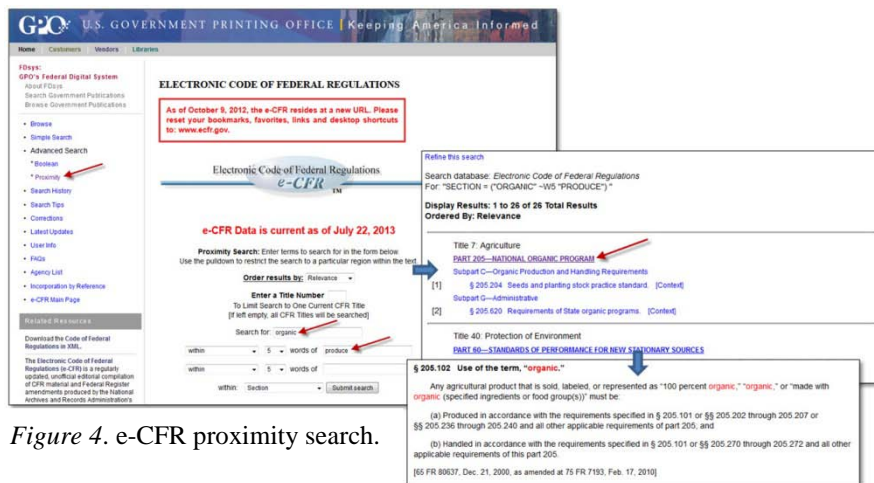 GPO U.S. GOVERNMENT PRINTING OFFICE | Keeping America Informed
Home Customers Vendors Libraries
FDsys:
GPO's Federal Digital System
About FDsys
Search Government Publications
Browse Government Publications
• Browse
• Simple Search
• Advanced Search
* Boolean
* Proximity
• Search History
• Search Tips
• Corrections
• Latest Updates
• User Info
• FAQs
• Agency List
• Incorporation by Reference
• e-CFR Main Page
Related Resources
Download the Code of Federal
Regulations in XML.
The Electronic Code of Federal
Regulations (e-CFR) is a regularly
updated, unofficial editorial compilation
of CFR material and Federal Register
amendments produced by the National
Archives and Records Administration's
ELECTRONIC CODE OF FEDERAL REGULATIONS
As of October 9, 2012, the e-CFR resides at a new URL. Please
reset your bookmarks, favorites, links and desktop shortcuts
to: www.ecfr.gov.
Electronic Code of Federal Regulations
e-CFR
TM
e-CFR Data is current as of July 22, 2013
Proximity Search: Enter terms to search for in the form below
Use the pulldown to restrict the search to a particular region within the text
Order results by: Relevance
Enter a Title Number
To Limit Search to One Current CFR Title
[If left empty, all CFR Titles will be searched]
Search for: organic
within 5 words of produce
within 5 words of
within: Section Submit search
Refine this search
Search database: Electronic Code of Federal Regulations
For: "SECTION = ("ORGANIC" ~W5 "PRODUCE") "
Display Results: 1 to 26 of 26 Total Results
Ordered By: Relevance
Title 7: Agriculture
PART 205—NATIONAL ORGANIC PROGRAM
Subpart C—Organic Production and Handling Requirements
[1] § 205.204 Seeds and planting stock practice standard. [Context]
Subpart G—Administrative
[2] § 205.620 Requirements of State organic programs. [Context]
Title 40: Protection of Environment
PART 60—STANDARDS OF PERFORMANCE FOR NEW STATIONARY SOURCES
§ 205.102 Use of the term, "organic."
Any agricultural product that is sold, labeled, or represented as "100 percent organic," "organic," or "made with
organic (specified ingredients or food group(s))" must be:
(a) Produced in accordance with the requirements specified in § 205.101 or §§ 205.202 through 205.207 or
§§ 205.236 through 205.240 and all other applicable requirements of part 205; and
(b) Handled in accordance with the requirements specified in § 205.101 or §§ 205.270 through 205.272 and all other
applicable requirements of this part 205.
[65 FR 80637, Dec. 21, 2000, as amended at 75 FR 7193, Feb. 17, 2010]
Figure 4. e-CFR proximity search.